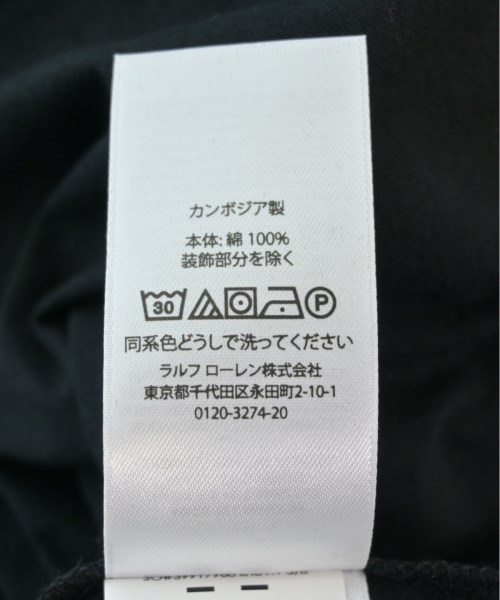 カンボジア製
本体: 綿 100%
装飾部分を除く
30 P
同系色どうしで洗ってください
ラルフ ローレン株式会社
東京都千代田区永田町2-10-1
0120-3274-20